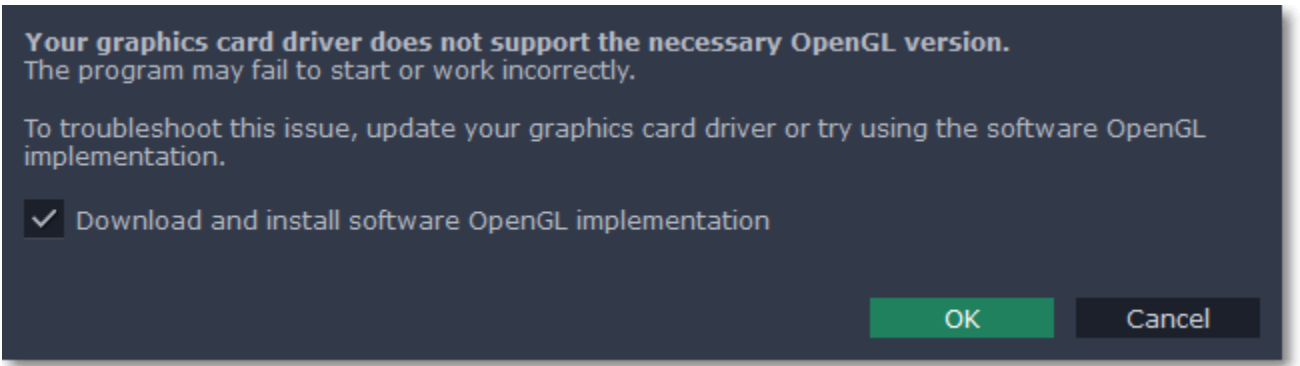 Your graphics card driver does not support the necessary OpenGL version.
The program may fail to start or work incorrectly.
To troubleshoot this issue, update your graphics card driver or try using the software OpenGL
implementation.
Download and install software OpenGL implementation
OK Cancel